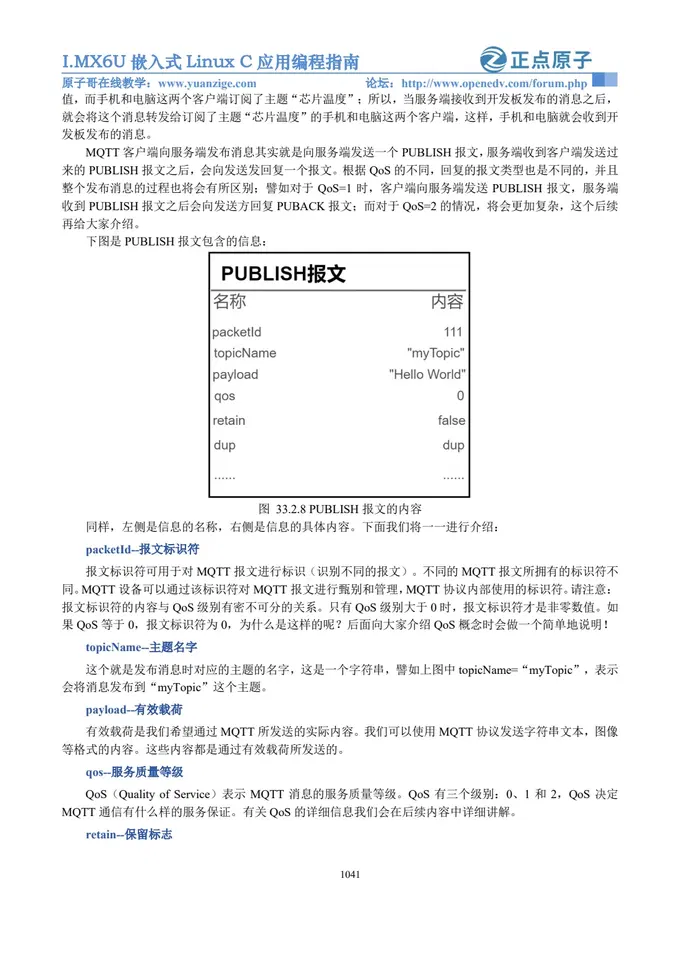 I.MX6U 嵌入式 Linux C 应用编程指南
正点原子
原子哥在线教学：www.yuanzige.com 论坛：http://www.openedv.com/forum.php
值，而手机和电脑这两个客户端订阅了主题“芯片温度”；所以，当服务端接收到开发板发布的消息之后，
就会将这个消息转发给订阅了主题“芯片温度”的手机和电脑这两个客户端，这样，手机和电脑就会收到开
发板发布的消息。
MQTT 客户端向服务端发布消息其实就是向服务端发送一个 PUBLISH 报文，服务端收到客户端发送过
来的 PUBLISH 报文之后，会向发送发回复一个报文。根据 QoS 的不同，回复的报文类型也是不同的，并且
整个发布消息的过程也将会有所区别；譬如对于 QoS=1 时，客户端向服务端发送 PUBLISH 报文，服务端
收到 PUBLISH 报文之后会向发送方回复 PUBACK 报文；而对于 QoS=2 的情况，将会更加复杂，这个后续
再给大家介绍。
下图是 PUBLISH 报文包含的信息：
PUBLISH报文
名称 内容
packetId 111
topicName "myTopic"
payload "Hello World"
qos 0
retain false
dup dup
...... ......
图 33.2.8 PUBLISH 报文的内容
同样，左侧是信息的名称，右侧是信息的具体内容。下面我们将一一进行介绍：
packetId--报文标识符
报文标识符可用于对 MQTT 报文进行标识（识别不同的报文）。不同的 MQTT 报文所拥有的标识符不
同。MQTT 设备可以通过该标识符对 MQTT 报文进行甄别和管理，MQTT 协议内部使用的标识符。请注意：
报文标识符的内容与 QoS 级别有密不可分的关系。只有 QoS 级别大于 0 时，报文标识符才是非零数值。如
果 QoS 等于 0，报文标识符为 0，为什么是这样的呢？后面向大家介绍 QoS 概念时会做一个简单地说明！
topicName--主题名字
这个就是发布消息时对应的主题的名字，这是一个字符串，譬如上图中 topicName=“myTopic”，表示
会将消息发布到“myTopic”这个主题。
payload--有效载荷
有效载荷是我们希望通过 MQTT 所发送的实际内容。我们可以使用 MQTT 协议发送字符串文本，图像
等格式的内容。这些内容都是通过有效载荷所发送的。
qos--服务质量等级
QoS（Quality of Service）表示 MQTT 消息的服务质量等级。QoS 有三个级别：0、1 和 2，QoS 决定
MQTT 通信有什么样的服务保证。有关 QoS 的详细信息我们会在后续内容中详细讲解。
retain--保留标志
1041